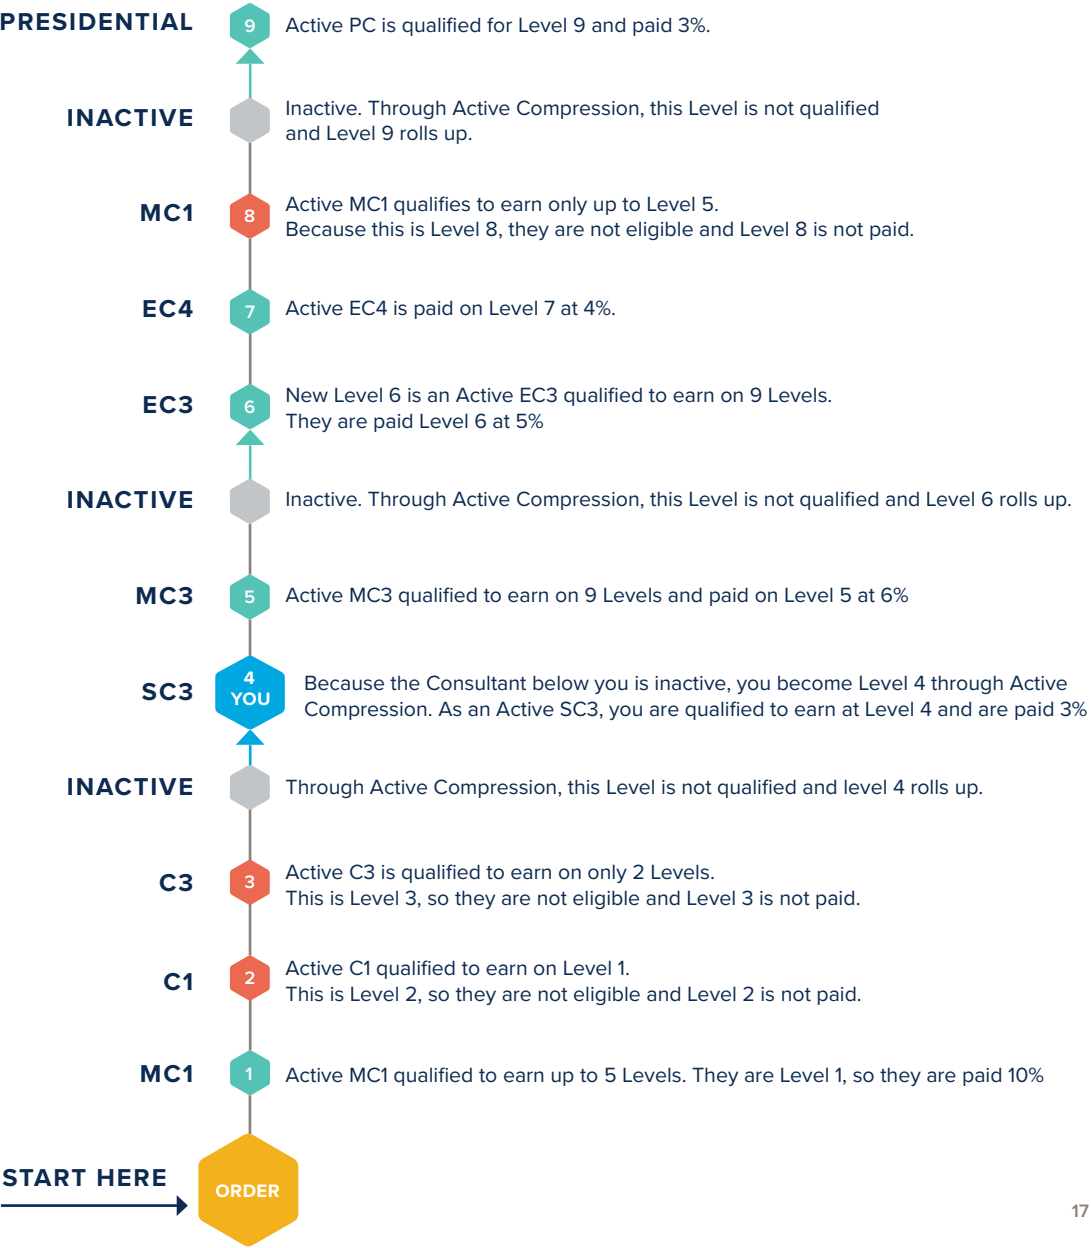 PRESIDENTIAL
9
Active PC is qualified for Level 9 and paid 3%.
INACTIVE
Inactive. Through Active Compression, this Level is not qualified
and Level 9 rolls up.
MC1
8
Active MC1 qualifies to earn only up to Level 5.
Because this is Level 8, they are not eligible and Level 8 is not paid.
EC4
7
Active EC4 is paid on Level 7 at 4%.
EC3
6
New Level 6 is an Active EC3 qualified to earn on 9 Levels.
They are paid Level 6 at 5%
INACTIVE
Inactive. Through Active Compression, this Level is not qualified and Level 6 rolls up.
MC3
5
Active MC3 qualified to earn on 9 Levels and paid on Level 5 at 6%
SC3
4
YOU
Because the Consultant below you is inactive, you become Level 4 through Active
Compression. As an Active SC3, you are qualified to earn at Level 4 and are paid 3%
INACTIVE
Through Active Compression, this Level is not qualified and level 4 rolls up.
C3
3
Active C3 is qualified to earn on only 2 Levels.
This is Level 3, so they are not eligible and Level 3 is not paid.
C1
2
Active C1 qualified to earn on Level 1.
This is Level 2, so they are not eligible and Level 2 is not paid.
MC1
1
Active MC1 qualified to earn up to 5 Levels. They are Level 1, so they are paid 10%
START HERE
ORDER
17